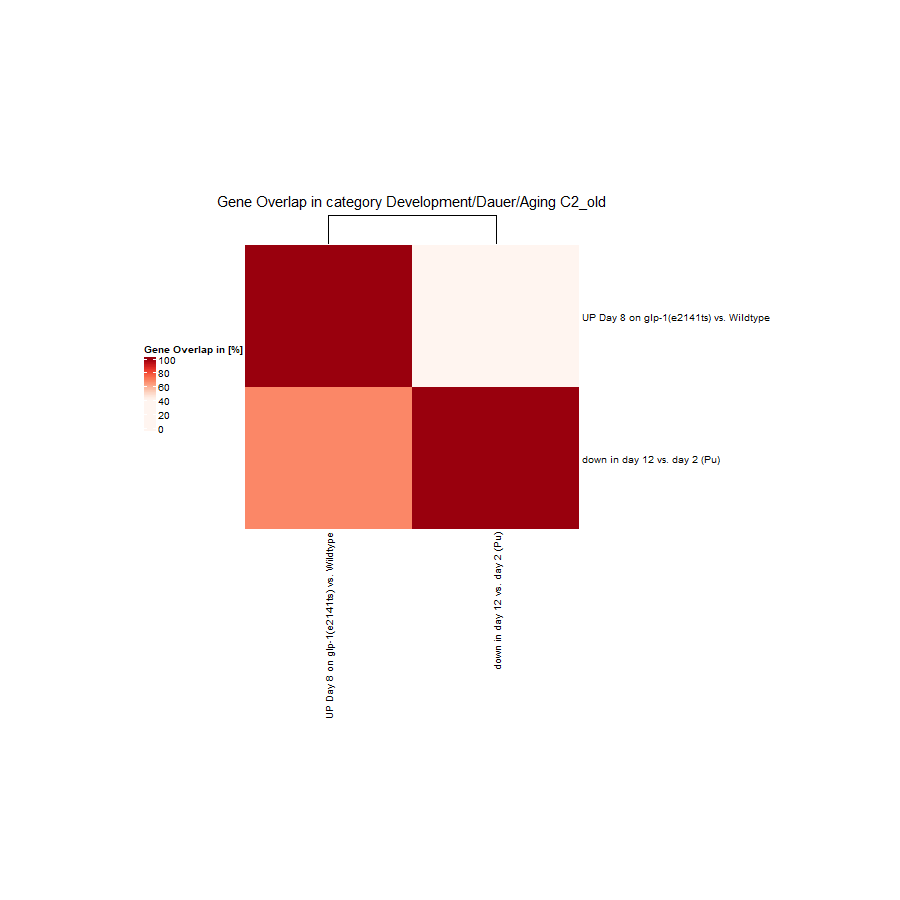 Gene Overlap in category Development/Dauer/Aging C2_old
UP Day 8 on glp-1(e2141ts) vs. Wildtype
Gene Overlap in [%]
100
80
60
40
20
0
down in day 12 vs. day 2 (Pu)
UP Day 8 on glp-1(e2141ts) vs. Wildtype
down in day 12 vs. day 2 (Pu)